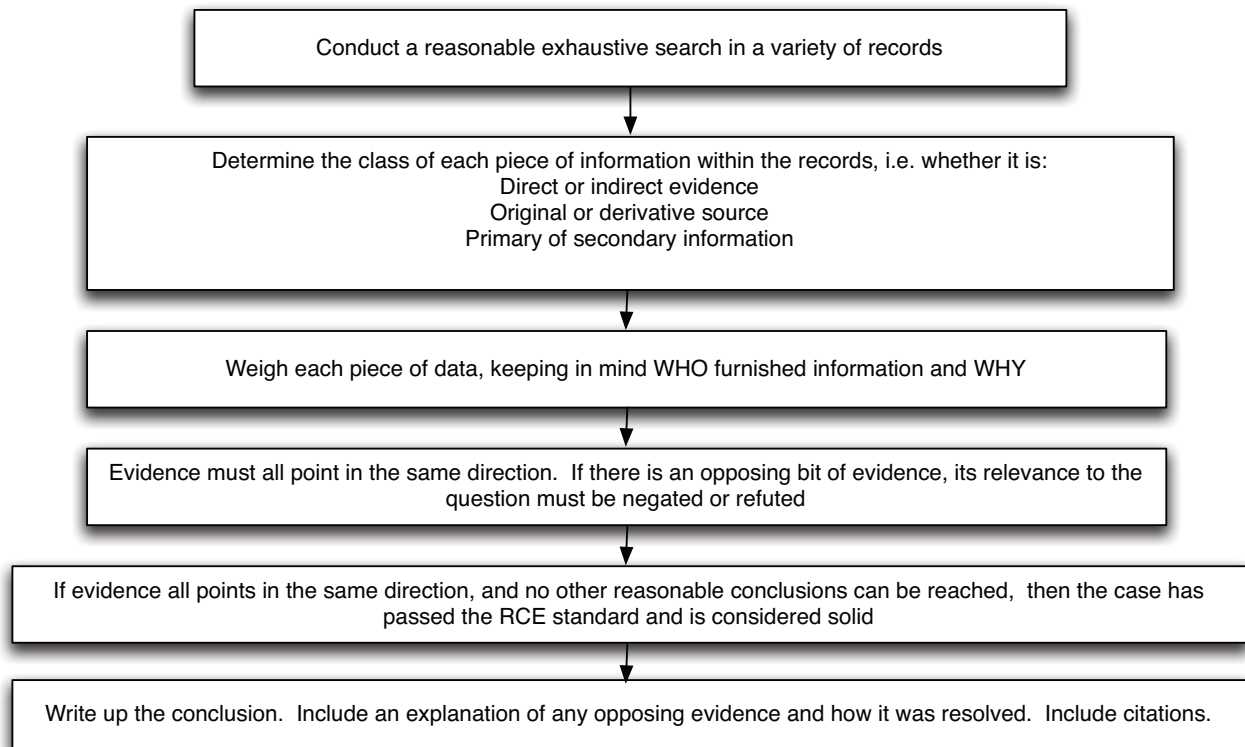 Conduct a reasonable exhaustive search in a variety of records
Determine the class of each piece of information within the records, i.e. whether it is:
Direct or indirect evidence
Original or derivative source
Primary of secondary information
Weigh each piece of data, keeping in mind WHO furnished information and WHY
Evidence must all point in the same direction.  If there is an opposing bit of evidence, its relevance to the
question must be negated or refuted
If evidence all points in the same direction, and no other reasonable conclusions can be reached,  then the case has
passed the RCE standard and is considered solid
Write up the conclusion.  Include an explanation of any opposing evidence and how it was resolved.  Include citations.